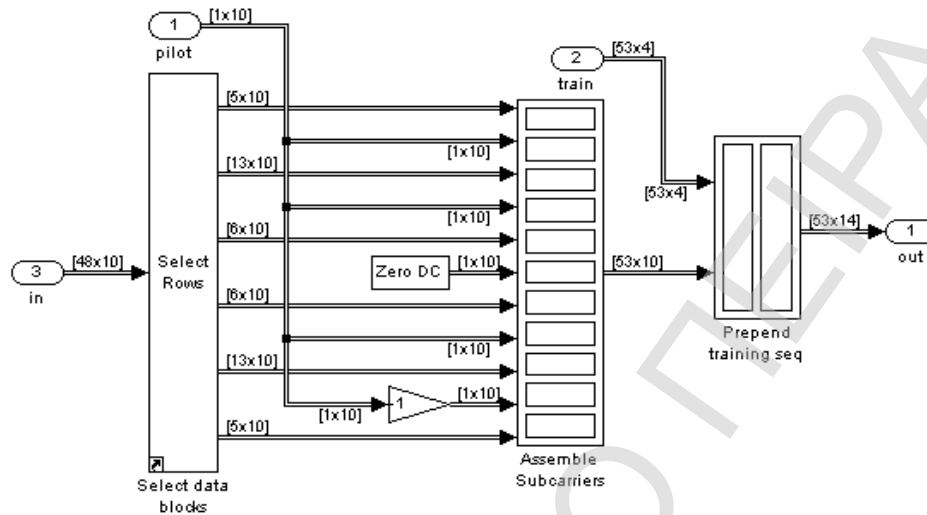 [1x10]
1
pilot
[53x4]
2
train
[5x10]
[1x10]
[13x10]
[53x4]
[1x10]
[53x14]
1
out
[6x10]
[48x10]
3
in
Select
Rows
Zero DC
[1x10]
[53x10]
[6x10]
[1x10]
Prepend
training seq
[13x10]
[1x10]
-1
[1x10]
[5x10]
Assemble
Subcarriers
Select data
blocks
Ο ΠΕΙΡΑ